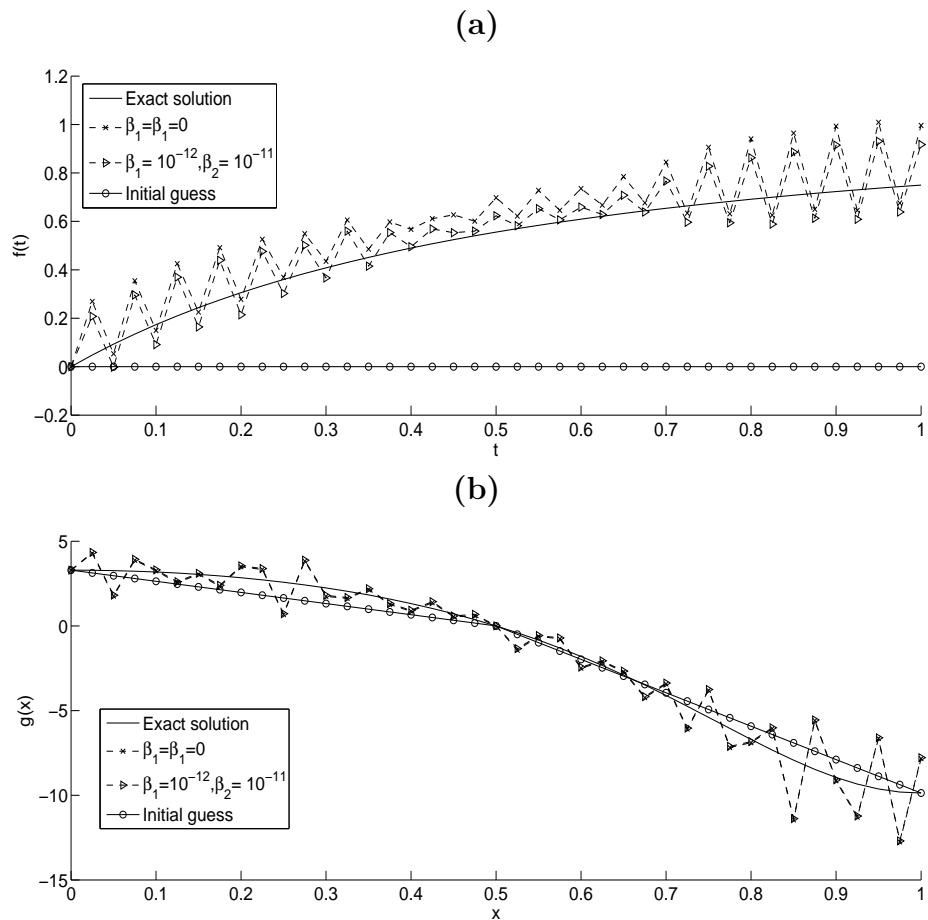 (a)
1.2
1
0.8
0.6
0.4
0.2
0
−0.2
f(t)
Exact solution
β₁=β₁=0
β₁= 10⁻¹²,β₂= 10⁻¹¹
Initial guess
0 0.1 0.2 0.3 0.4 0.5 0.6 0.7 0.8 0.9 1
t
(b)
5
0
−5
−10
−15
g(x)
Exact solution
β₁=β₁=0
β₁=10⁻¹²,β₂= 10⁻¹¹
Initial guess
0 0.1 0.2 0.3 0.4 0.5 0.6 0.7 0.8 0.9 1
x